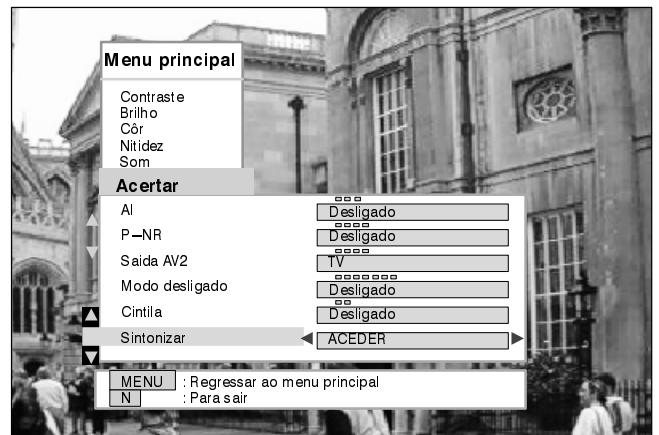 Menu principal
Contraste
Brilho
Côr
Nitidez
Som
Acertar
AI Desligado
P–NR Desligado
Saida AV2 TV
Modo desligado Desligado
Cintila Desligado
Sintonizar ACEDER
MENU : Regressar ao menu principal
N : Para sair